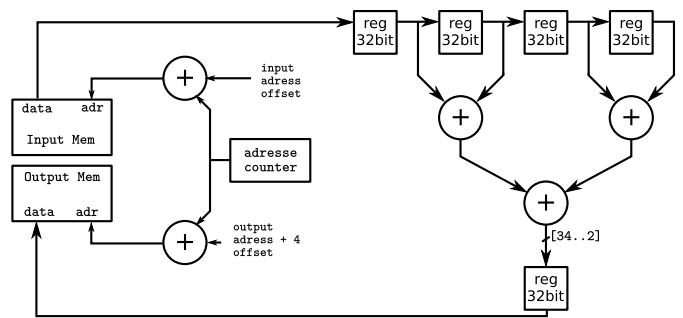 reg
32bit
reg
32bit
reg
32bit
reg
32bit
+
input
adress
offset
data
adr
Input Mem
+
+
adresse
counter
Output Mem
data
adr
+
+
output
adress + 4
offset
[34..2]
reg
32bit